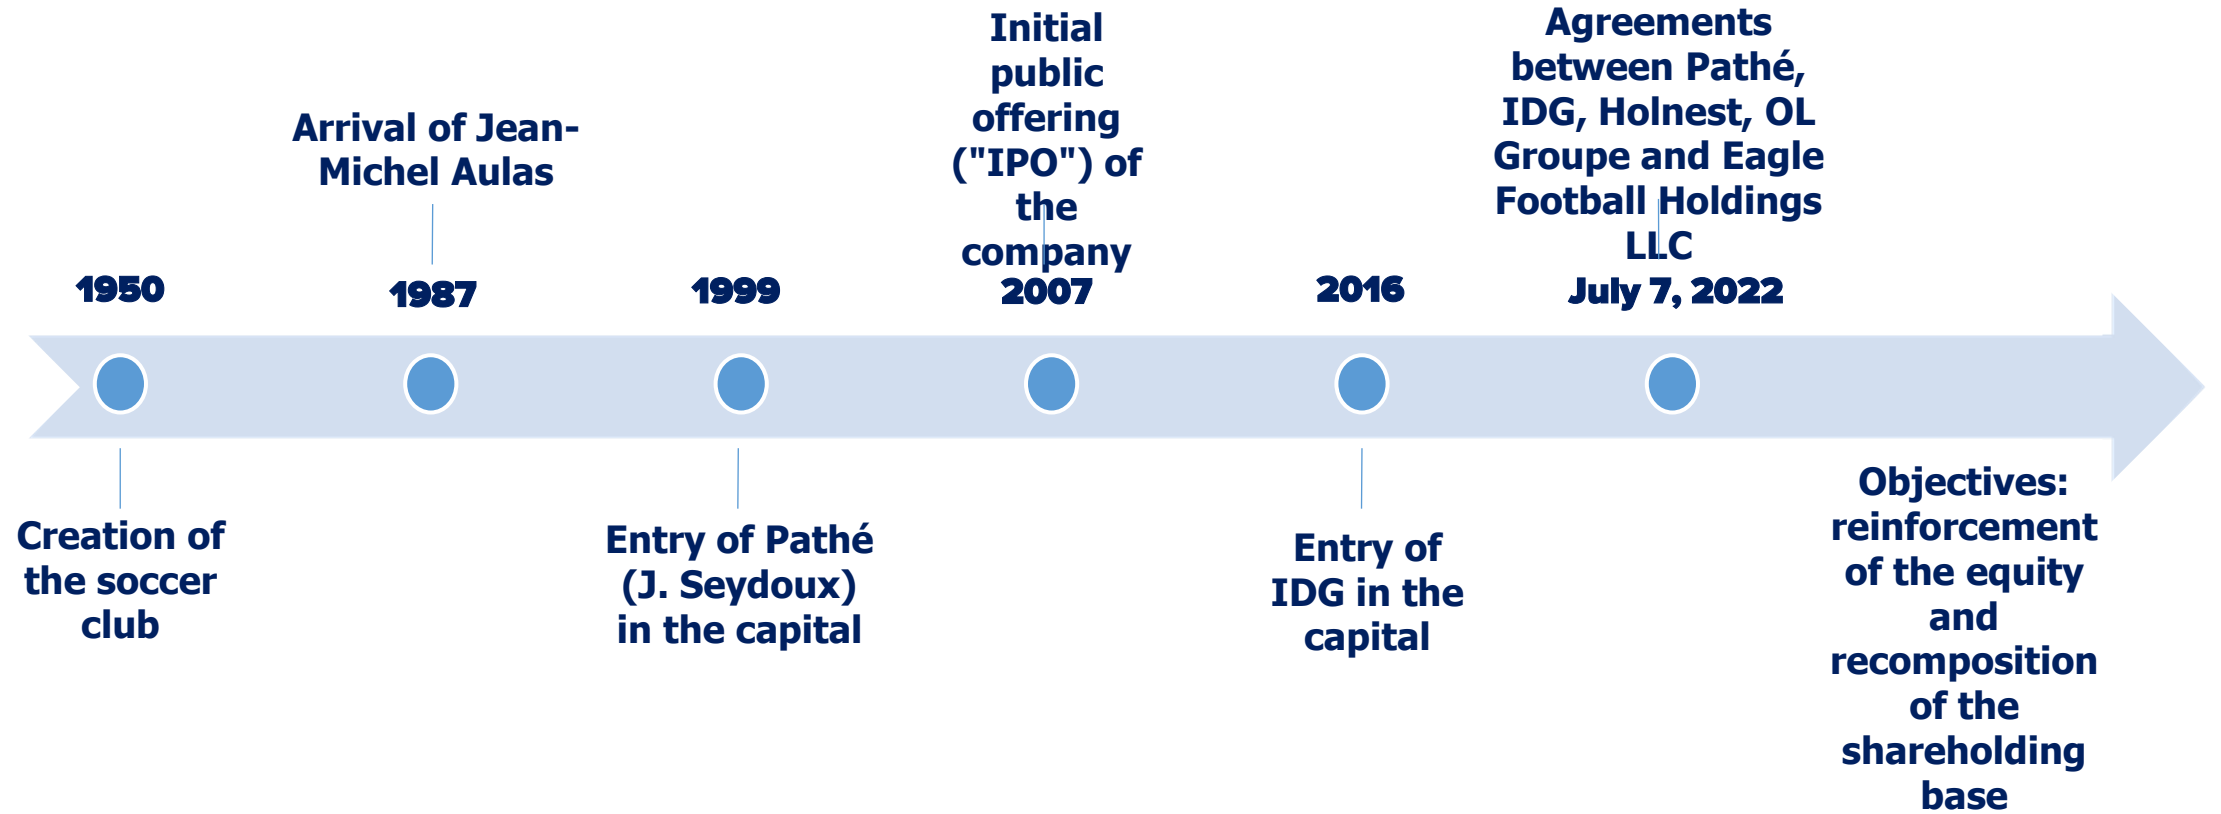 Initial
public
offering
("IPO") of
the
company
Agreements
between Pathé,
IDG, Holnest, OL
Groupe and Eagle
Football Holdings
LLC
Arrival of Jean-
Michel Aulas
1950
1987
1999
2007
2016
July 7, 2022
Creation of
the soccer
club
Entry of Pathé
(J. Seydoux)
in the capital
Entry of
IDG in the
capital
Objectives:
reinforcement
of the equity
and
recomposition
of the
shareholding
base